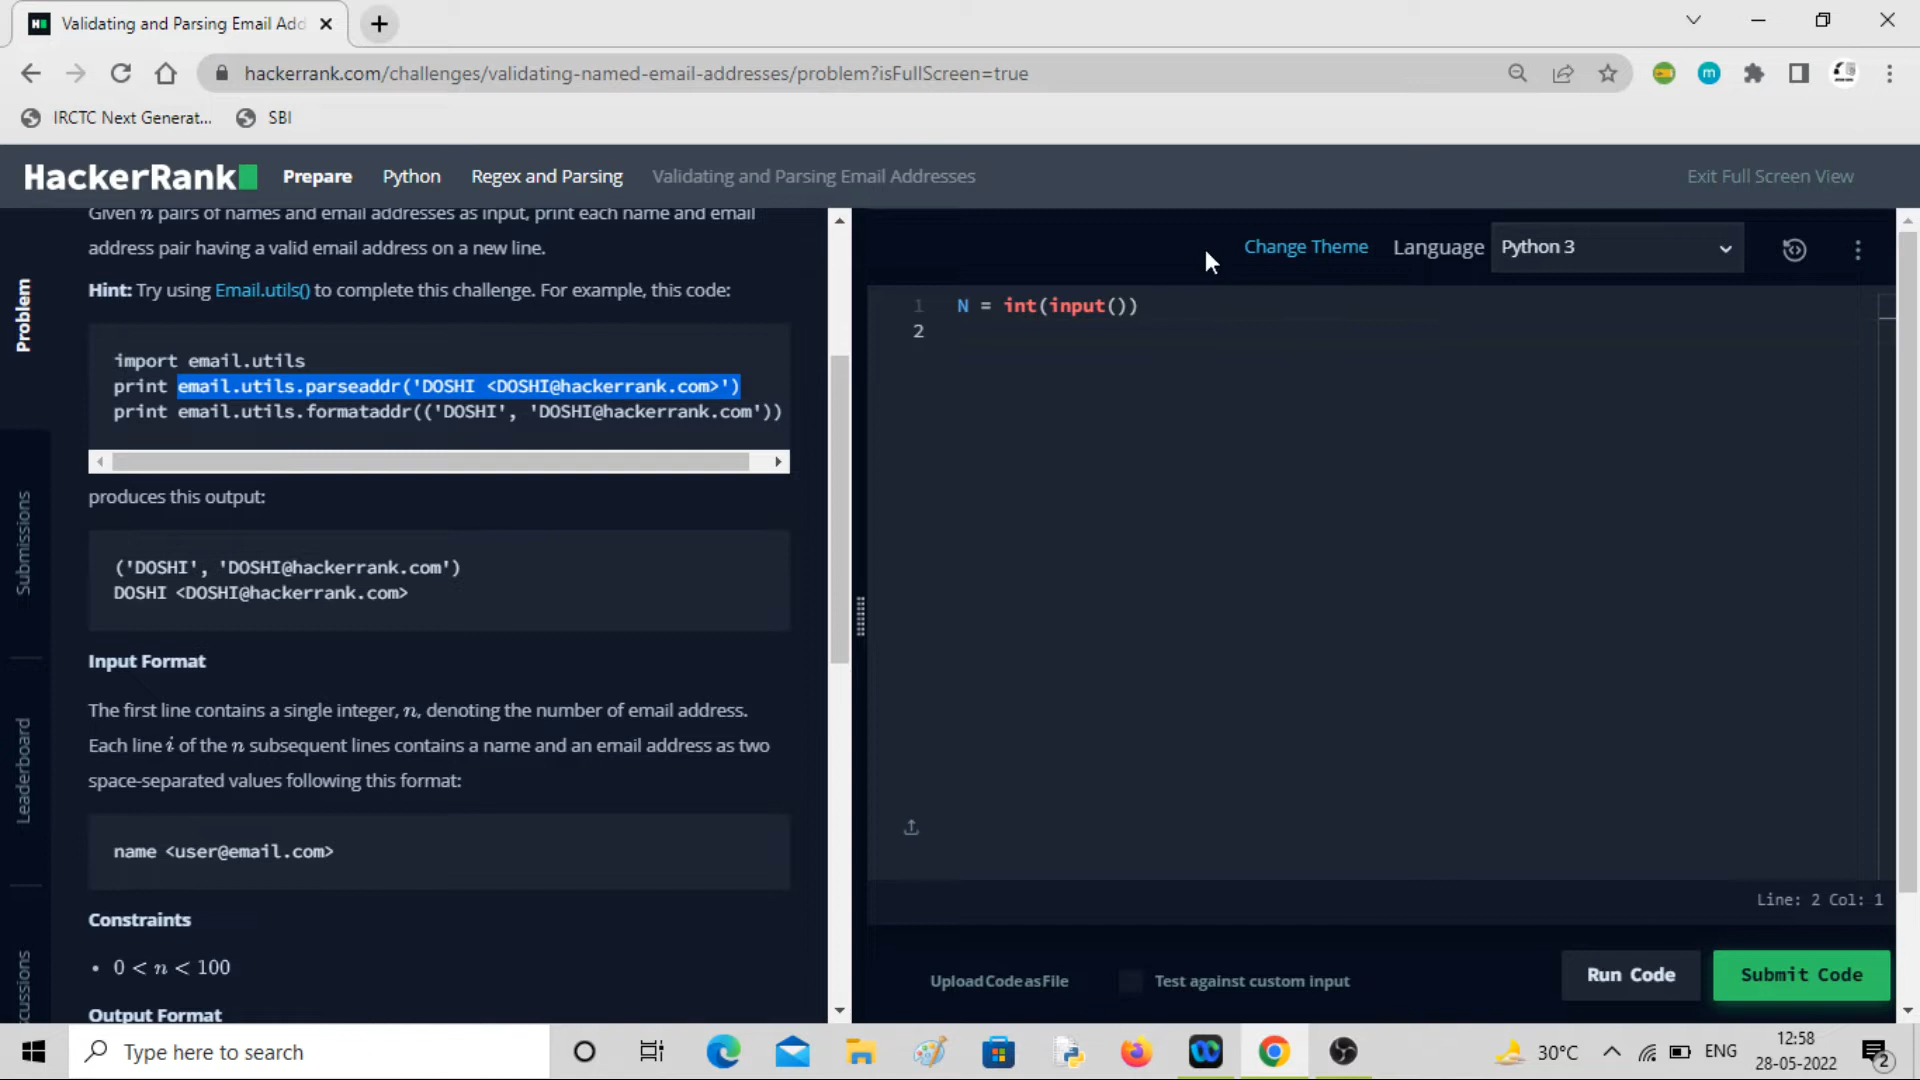 Validating and Parsing Email Add
hackerrank.com/challenges/validating-named-email-addresses/problem?isFullScreen=true
IRCTC Next Generat...
SBI
HackerRank
Prepare
Python
Regex and Parsing
Validating and Parsing Email Addresses
Exit Full Screen View
Problem
Submissions
Leaderboard
cussions
Given n pairs of names and email addresses as input, print each name and email
address pair having a valid email address on a new line.
Hint: Try using Email.utils() to complete this challenge. For example, this code:
import email.utils
print email.utils.parseaddr('DOSHI <DOSHI@hackerrank.com>')
print email.utils.formataddr(('DOSHI', 'DOSHI@hackerrank.com'))
produces this output:
('DOSHI', 'DOSHI@hackerrank.com')
DOSHI <DOSHI@hackerrank.com>
Input Format
The first line contains a single integer, n, denoting the number of email address.
Each line i of the n subsequent lines contains a name and an email address as two
space-separated values following this format:
name <user@email.com>
Constraints
• 0 < n < 100
Output Format
Change Theme
Language
Python 3
1 N = int(input())
2
Line: 2 Col: 1
Upload Code as File
Test against custom input
Run Code
Submit Code
Type here to search
30°C
ENG
12:58
28-05-2022
2